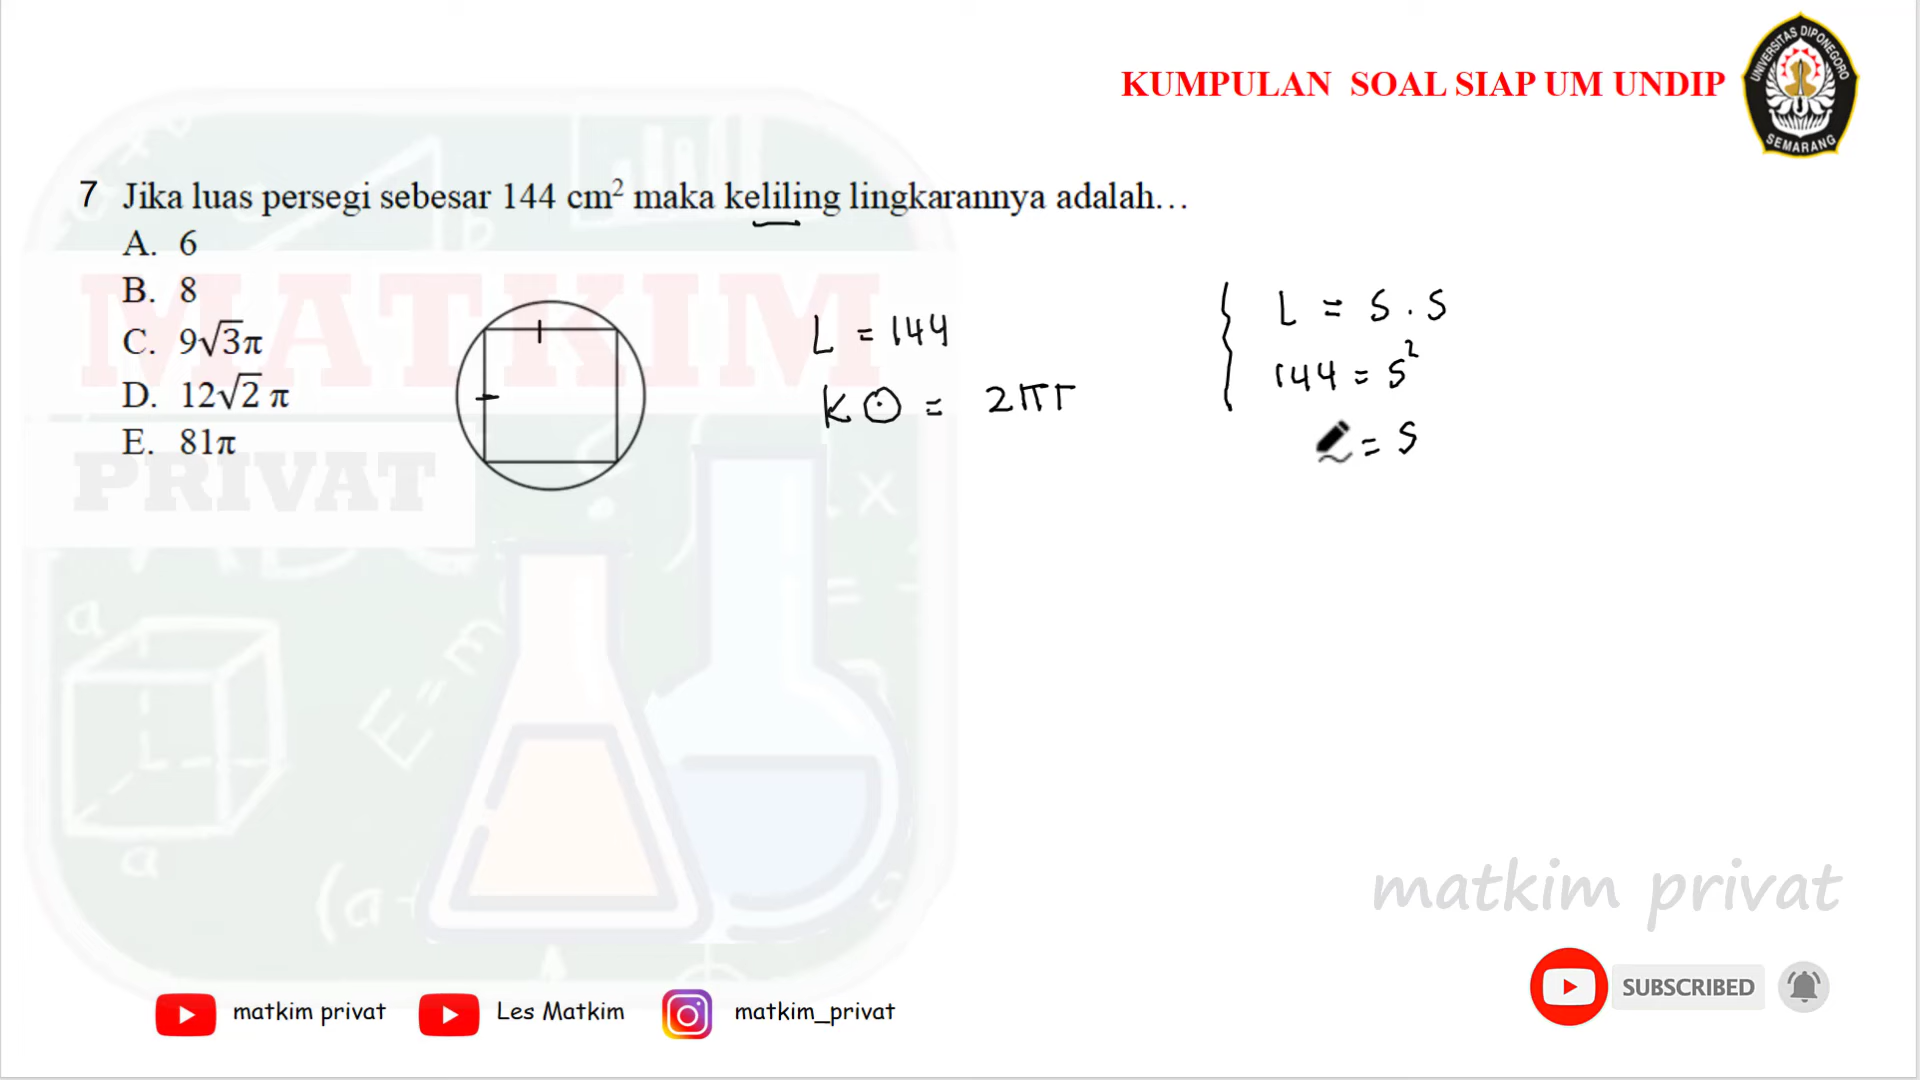 KUMPULAN SOAL SIAP UM UNDIP
UNIVERSITAS DIPONEGORO
SEMARANG
7 Jika luas persegi sebesar 144 cm² maka keliling lingkarannya adalah…
A. 6
B. 8
C. 9√3π
D. 12√2 π
E. 81π
L = 144
K⊙ = 2πr
L = S . S
144 = S²
= S
MATKIM
PRIVAT
a
a
E=m
(a+
x
matkim privat
SUBSCRIBED
matkim privat
Les Matkim
matkim_privat